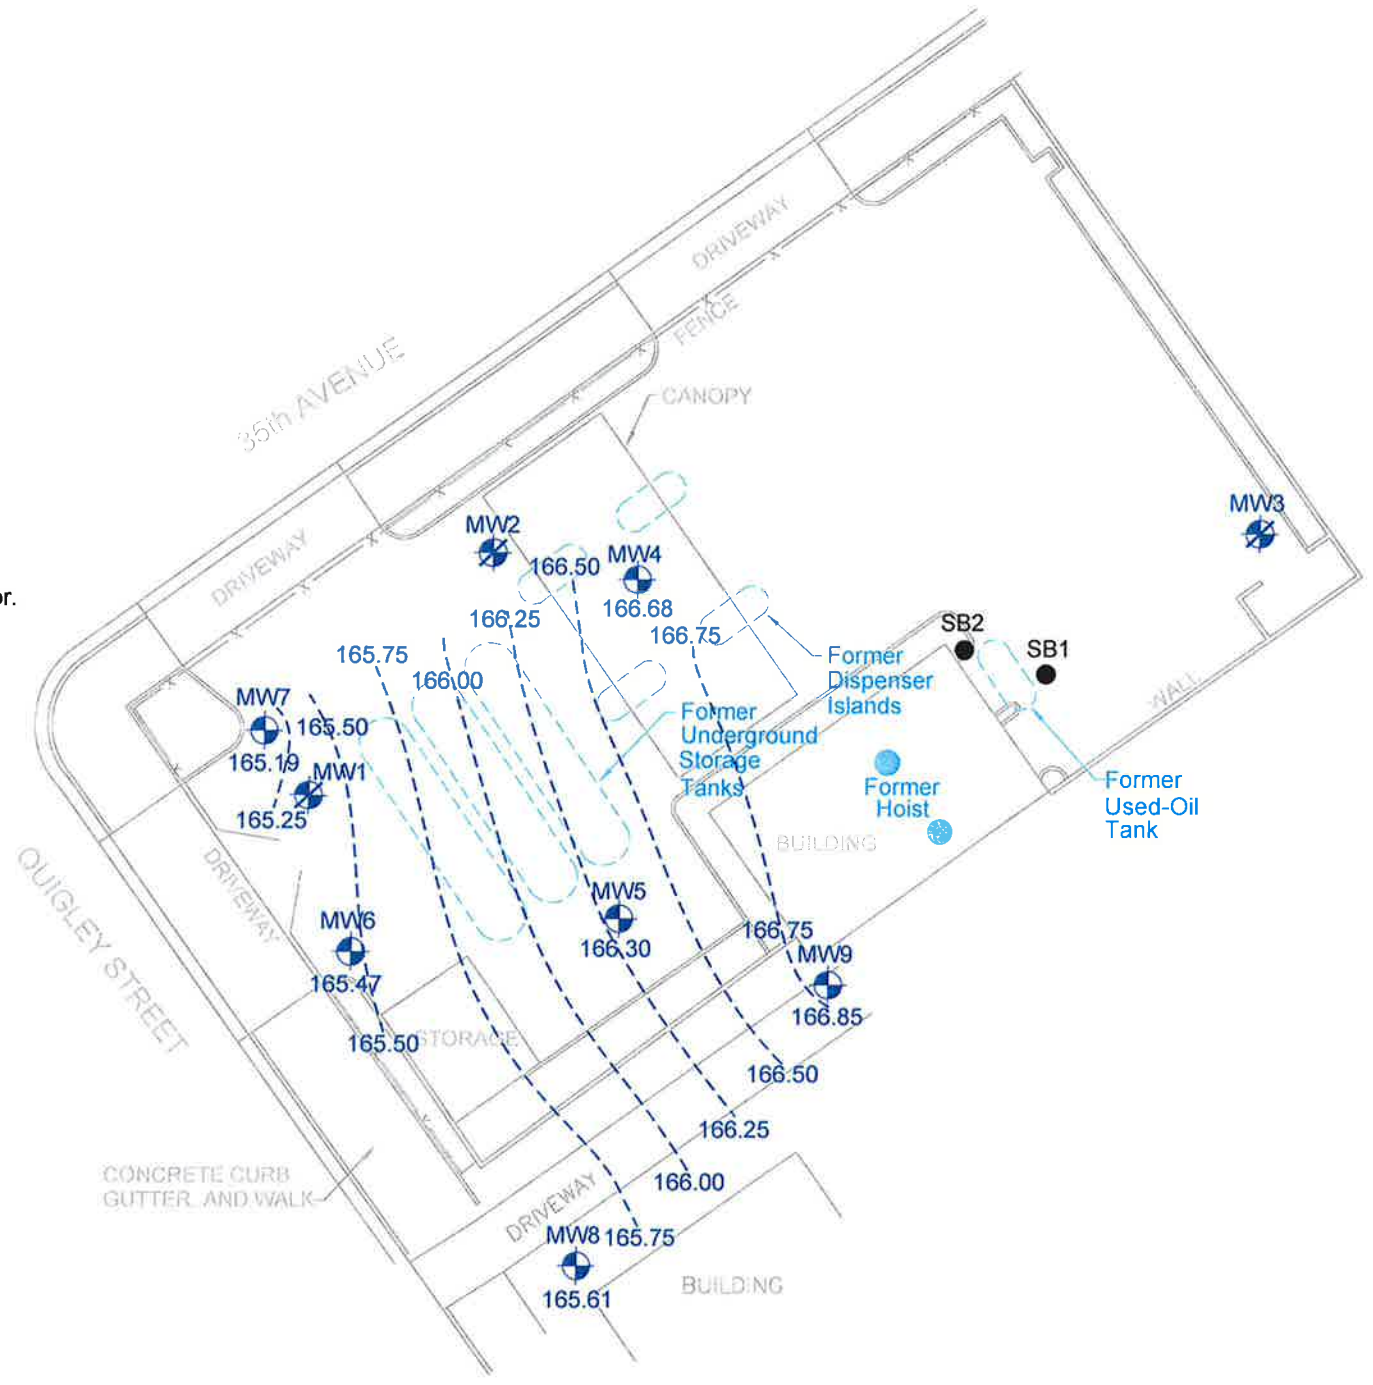 35th AVENUE
DRIVEWAY
FENCE
CANOPY
MW3
MW2
DRIVEWAY
166.50
MW4
or.
166.68
166.25
166.75
SB2
SB1
165.75
166.00
Former
Dispenser
Islands
WALL
MW7
165.50
Former
Underground
Storage
Tanks
165.19
MW1
165.25
Former
Hoist
Former
Used-Oil
Tank
BUILDING
QUIGLEY STREET
DRIVEWAY
MW5
166.30
MW6
165.47
166.75
MW9
166.85
165.50
STORAGE
166.50
166.25
CONCRETE CURB
GUTTER, AND WALK
166.00
DRIVEWAY
MW8
165.75
165.61
BUILDING